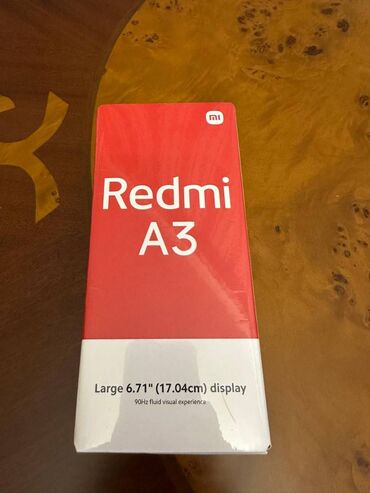 mi
Redmi
A3
Large 6.71" (17.04cm) display
90Hz fluid visual experience